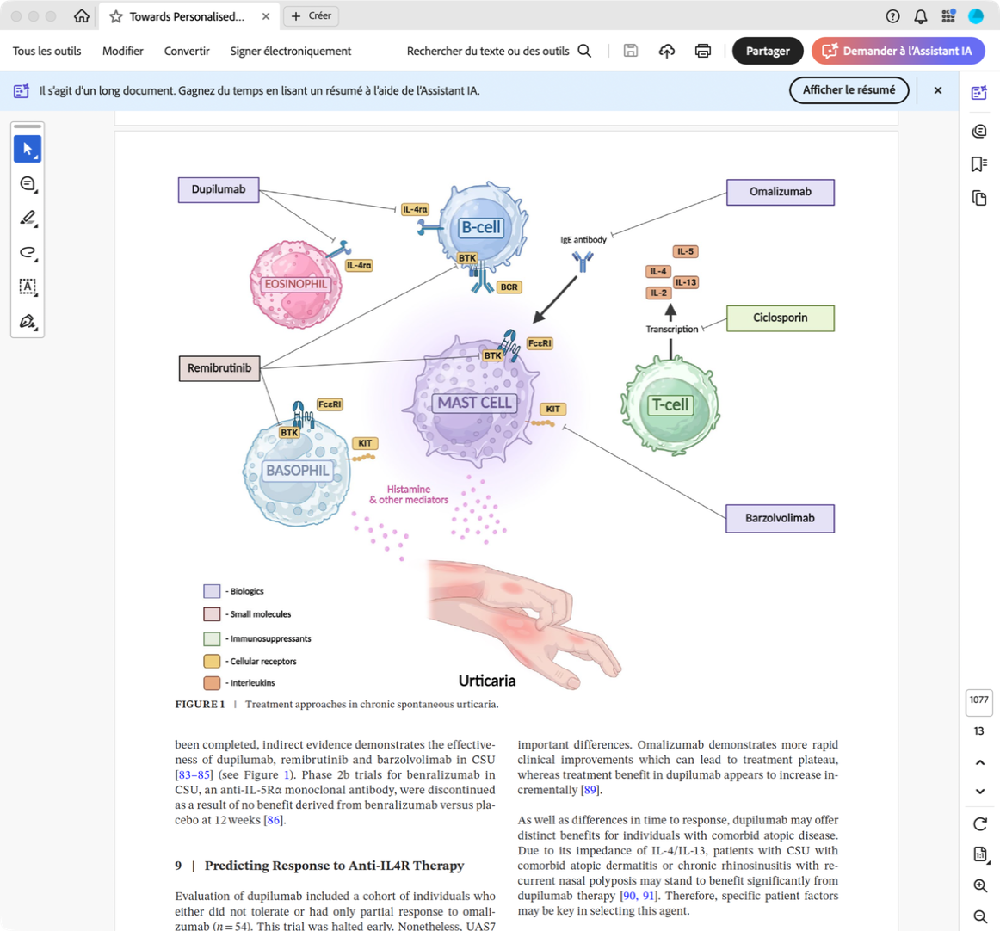 Towards Personalised...
Créer
Tous les outils
Modifier
Convertir
Signer électroniquement
Rechercher du texte ou des outils
Partager
Demander à l'Assistant IA
Il s'agit d'un long document. Gagnez du temps en lisant un résumé à l'aide de l'Assistant IA.
Afficher le résumé
Dupilumab
IL-4rα
B-cell
Omalizumab
IgE antibody
IL-5
IL-4rα
BTK
IL-4
IL-13
EOSINOPHIL
BCR
IL-2
Ciclosporin
Transcription
FcεRI
BTK
Remibrutinib
MAST CELL
T-cell
FcεRI
KIT
BTK
KIT
BASOPHIL
Histamine
& other mediators
Barzolvolimab
- Biologics
- Small molecules
- Immunosuppressants
- Cellular receptors
- Interleukins
Urticaria
FIGURE 1 | Treatment approaches in chronic spontaneous urticaria.
been completed, indirect evidence demonstrates the effective-
ness of dupilumab, remibrutinib and barzolvolimab in CSU
[83–85] (see Figure 1). Phase 2b trials for benralizumab in
CSU, an anti-IL-5Rα monoclonal antibody, were discontinued
as a result of no benefit derived from benralizumab versus pla-
cebo at 12 weeks [86].
9 | Predicting Response to Anti-IL4R Therapy
Evaluation of dupilumab included a cohort of individuals who
either did not tolerate or had only partial response to omali-
zumab (n = 54). This trial was halted early. Nonetheless, UAS7
important differences. Omalizumab demonstrates more rapid
clinical improvements which can lead to treatment plateau,
whereas treatment benefit in dupilumab appears to increase in-
crementally [89].
As well as differences in time to response, dupilumab may offer
distinct benefits for individuals with comorbid atopic disease.
Due to its impedance of IL-4/IL-13, patients with CSU with
comorbid atopic dermatitis or chronic rhinosinusitis with re-
current nasal polyposis may stand to benefit significantly from
dupilumab therapy [90, 91]. Therefore, specific patient factors
may be key in selecting this agent.
1077
13
1:1